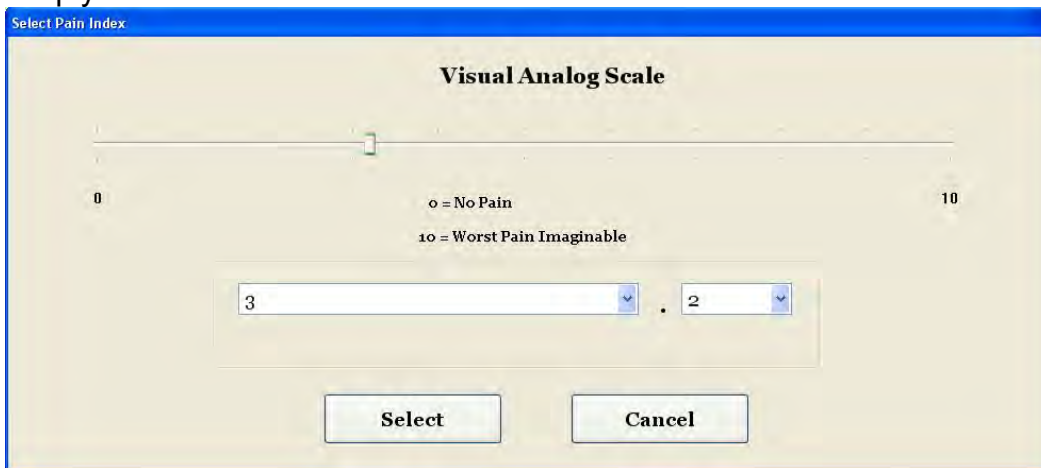 Select Pain Index
Visual Analog Scale
0 10
0 = No Pain
10 = Worst Pain Imaginable
3 . 2
Select Cancel